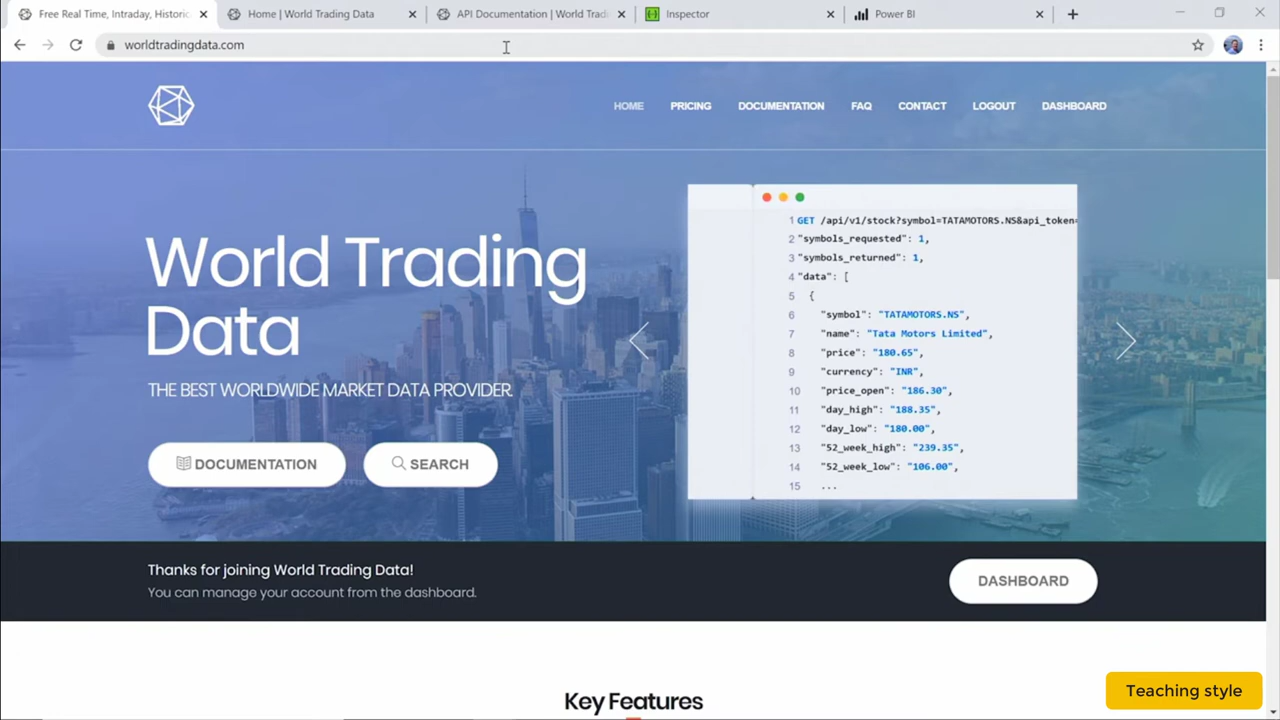 Free Real Time, Intraday, Historic
Home | World Trading Data
API Documentation | World Tradi
Inspector
Power BI
worldtradingdata.com
HOME
PRICING
DOCUMENTATION
FAQ
CONTACT
LOGOUT
DASHBOARD
World Trading
Data
THE BEST WORLDWIDE MARKET DATA PROVIDER.
DOCUMENTATION
SEARCH
1 GET /api/v1/stock?symbol=TATAMOTORS.NS&api_token=
2 "symbols_requested": 1,
3 "symbols_returned": 1,
4 "data": [
5 {
6 "symbol": "TATAMOTORS.NS",
7 "name": "Tata Motors Limited",
8 "price": "180.65",
9 "currency": "INR",
10 "price_open": "186.30",
11 "day_high": "188.35",
12 "day_low": "180.00",
13 "52_week_high": "239.35",
14 "52_week_low": "106.00",
15 ...
Thanks for joining World Trading Data!
You can manage your account from the dashboard.
DASHBOARD
Key Features
Teaching style